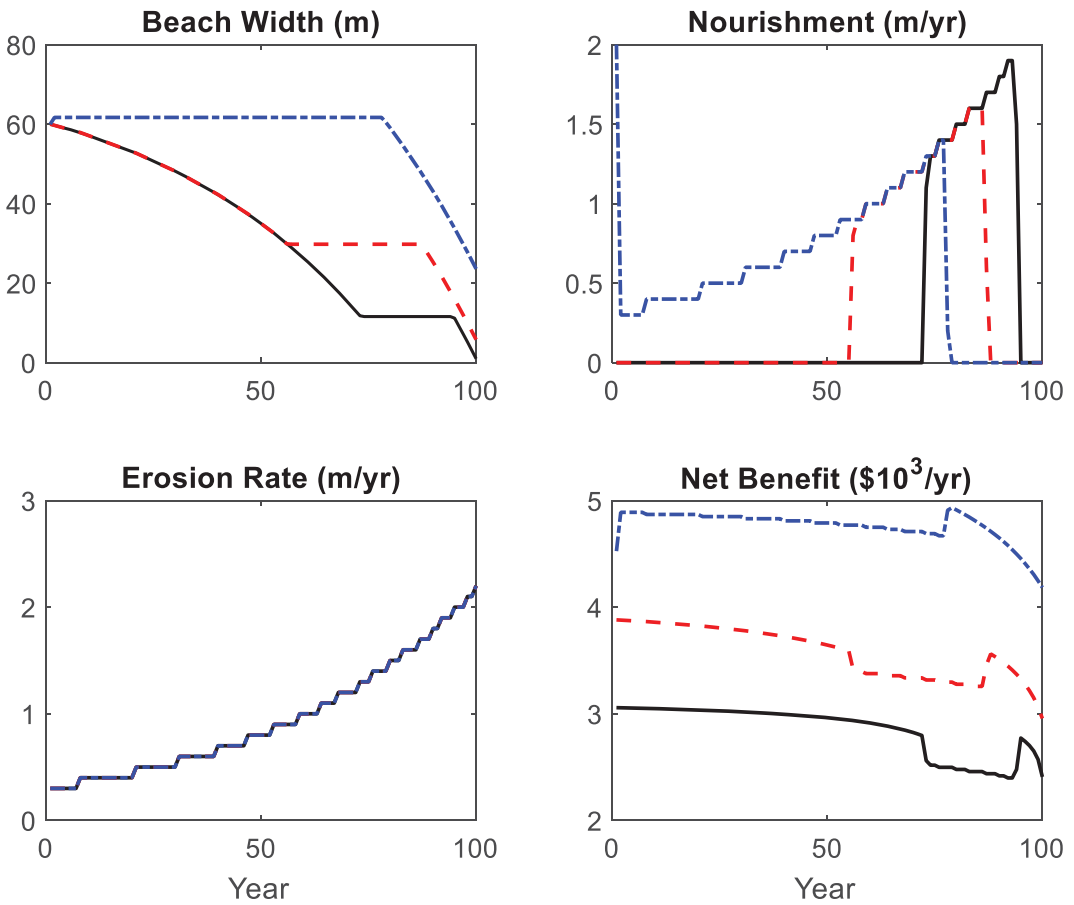 Beach Width (m)
80
60
40
20
0
0 50 100
Nourishment (m/yr)
2
1.5
1
0.5
0
0 50 100
Erosion Rate (m/yr)
3
2
1
0
0 50 100
Year
Net Benefit ($10³/yr)
5
4
3
2
0 50 100
Year